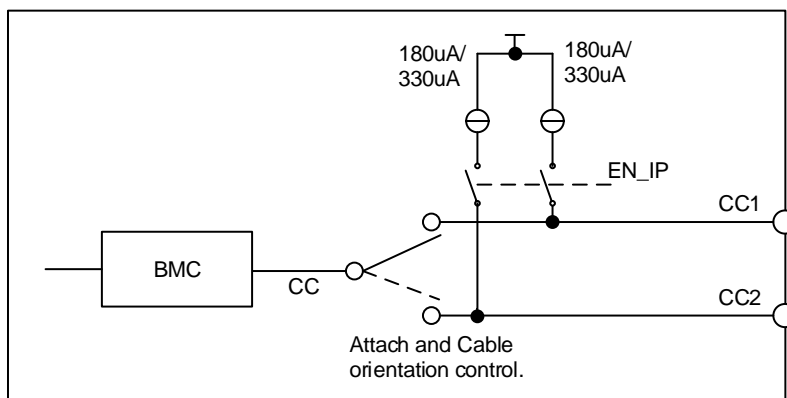 180uA/
330uA
180uA/
330uA
EN_IP
CC1
BMC
CC
CC2
Attach and Cable
orientation control.